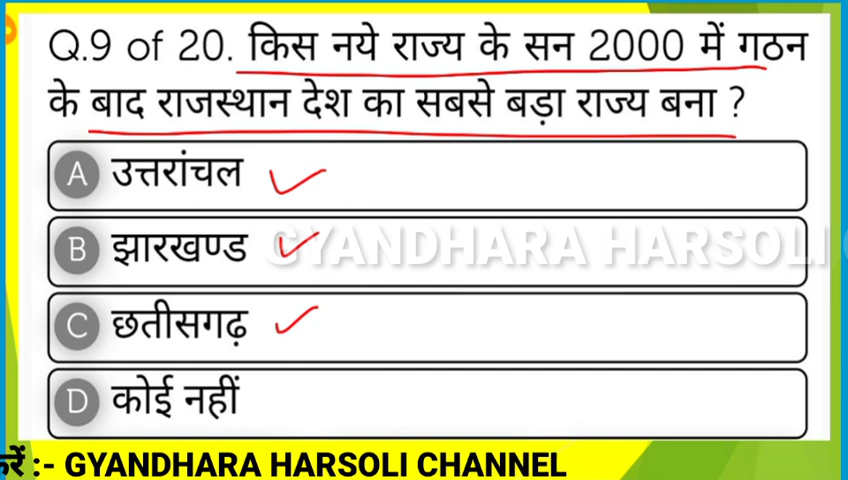 Q.9 of 20. किस नये राज्य के सन 2000 में गठन
के बाद राजस्थान देश का सबसे बड़ा राज्य बना ?
A उत्तरांचल
B झारखण्ड
GYANDHARA HARSOLI
C छतीसगढ़
D कोई नहीं
:- GYANDHARA HARSOLI CHANNEL